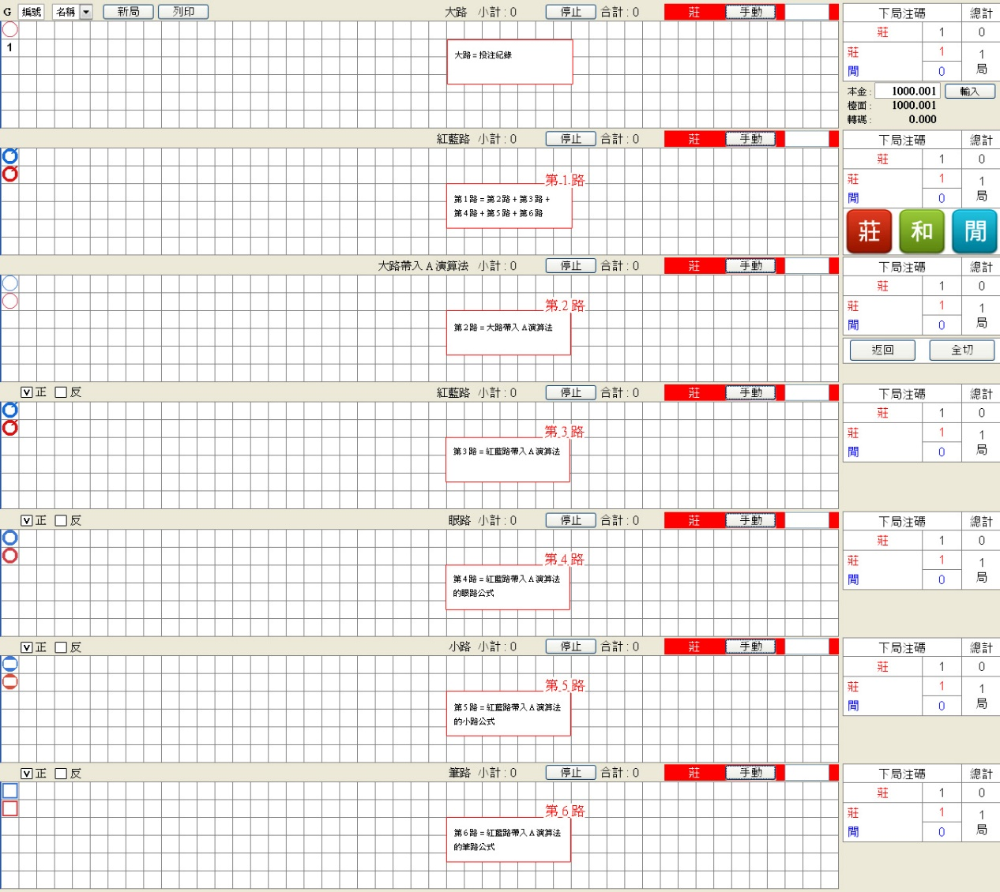 G 編號 名稱 新局 列印 大路 小計 : 0 停止 合計 : 0 莊 手動 下局注碼 總計
莊 1 0
1
大路 = 投注紀錄
莊 1 1
閒 0 局
本金 : 1000.001 輸入
檯面 : 1000.001
轉碼 : 0.000
紅藍路 小計 : 0 停止 合計 : 0 莊 手動 下局注碼 總計
莊 1 0
第 1 路
莊 1 1
閒 0 局
第 1 路 = 第 2 路 + 第 3 路 +
第 4 路 + 第 5 路 + 第 6 路
莊 和 閒
大路帶入 A 演算法 小計 : 0 停止 合計 : 0 莊 手動 下局注碼 總計
莊 1 0
第 2 路
莊 1 1
閒 0 局
第 2 路 = 大路帶入 A 演算法
返回 全切
V 正 反 紅藍路 小計 : 0 停止 合計 : 0 莊 手動 下局注碼 總計
莊 1 0
第 3 路
莊 1 1
閒 0 局
第 3 路 = 紅藍路帶入 A 演算法
V 正 反 眼路 小計 : 0 停止 合計 : 0 莊 手動 下局注碼 總計
莊 1 0
第 4 路
莊 1 1
閒 0 局
第 4 路 = 紅藍路帶入 A 演算法
的眼路公式
V 正 反 小路 小計 : 0 停止 合計 : 0 莊 手動 下局注碼 總計
莊 1 0
第 5 路
莊 1 1
閒 0 局
第 5 路 = 紅藍路帶入 A 演算法
的小路公式
V 正 反 筆路 小計 : 0 停止 合計 : 0 莊 手動 下局注碼 總計
莊 1 0
第 6 路
莊 1 1
閒 0 局
第 6 路 = 紅藍路帶入 A 演算法
的筆路公式